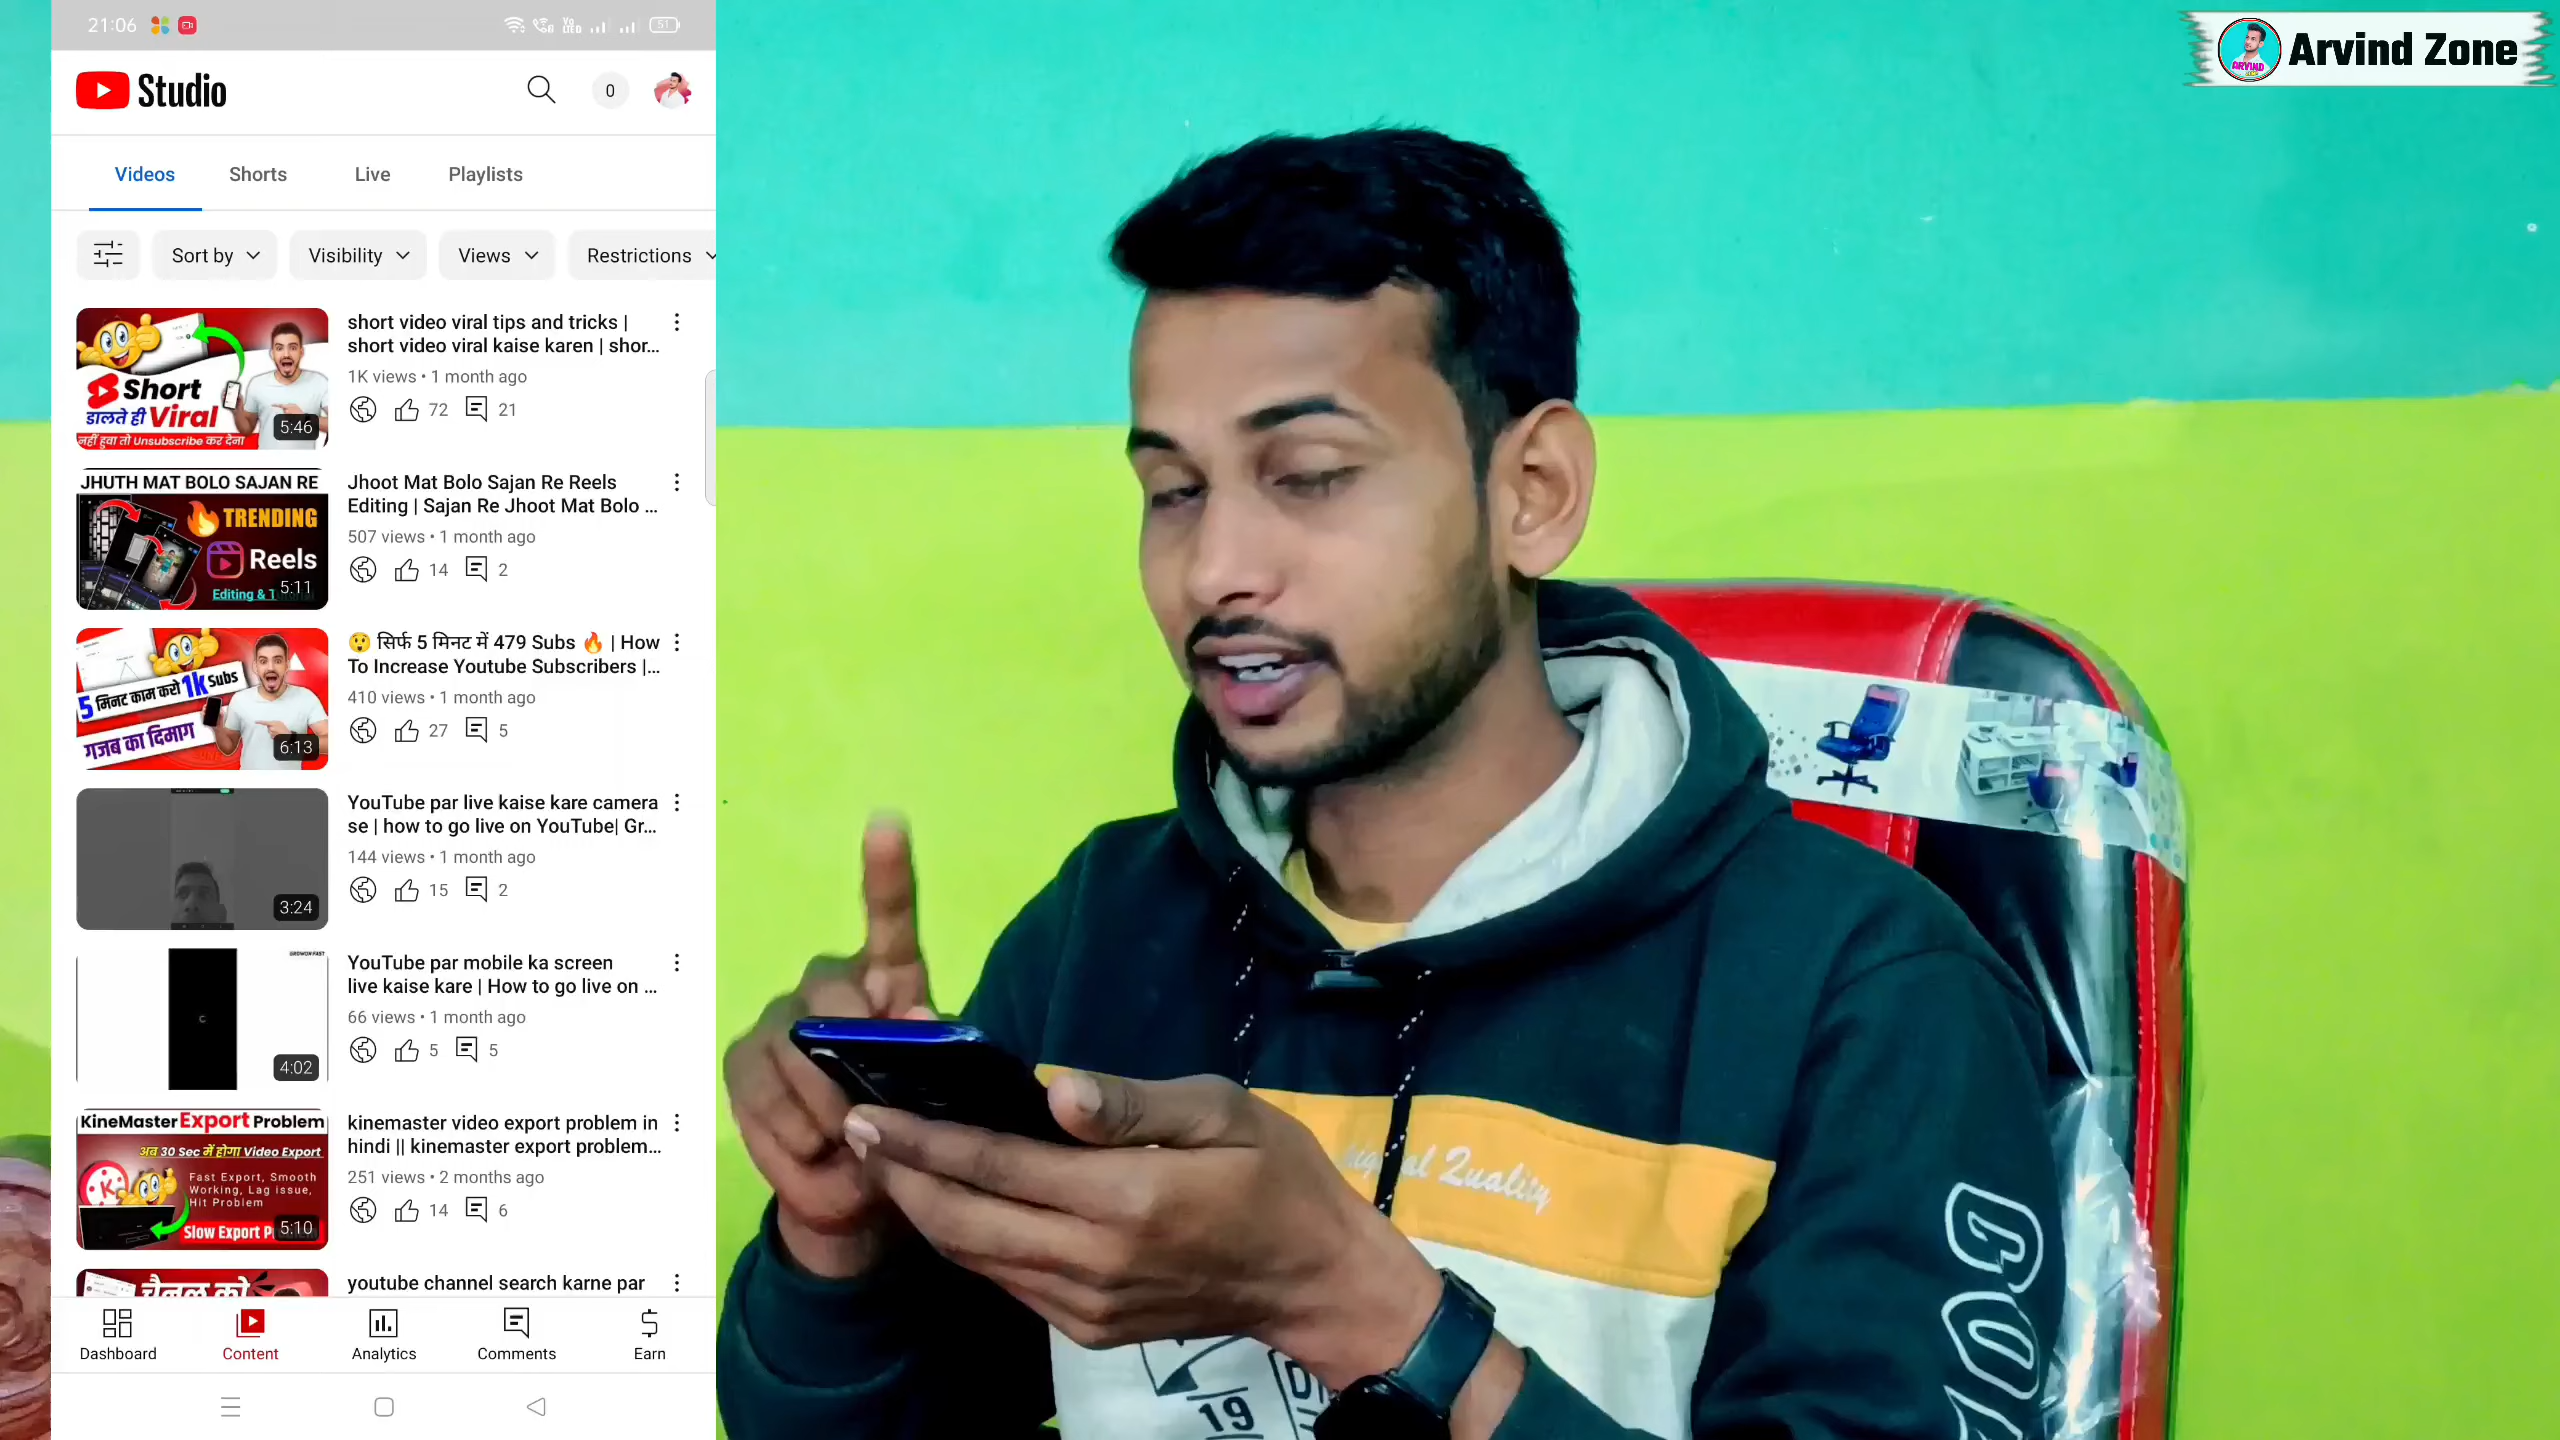 21:06
51
Studio
0
Videos Shorts Live Playlists
Sort by Visibility Views Restrictions
Short
डालते ही Viral
नहीं हुवा तो Unsubscribe कर देना
5:46
short video viral tips and tricks |
short video viral kaise karen | shor...
1K views • 1 month ago
72 21
JHUTH MAT BOLO SAJAN RE
TRENDING
Reels
5:11
Editing &
Jhoot Mat Bolo Sajan Re Reels
Editing | Sajan Re Jhoot Mat Bolo ...
507 views • 1 month ago
14 2
5 मिनट काम करो 1k Subs
गजब का दिमाग
6:13
😲 सिर्फ 5 मिनट में 479 Subs 🔥 | How
To Increase Youtube Subscribers |...
410 views • 1 month ago
27 5
3:24
YouTube par live kaise kare camera
se | how to go live on YouTube| Gr...
144 views • 1 month ago
15 2
4:02
YouTube par mobile ka screen
live kaise kare | How to go live on ...
66 views • 1 month ago
5 5
KineMaster Export Problem
अब 30 Sec में होगा Video Export
Fast Export, Smooth
Working, Lag issue,
Hit Problem
Slow Export
5:10
kinemaster video export problem in
hindi || kinemaster export problem...
251 views • 2 months ago
14 6
चैनल को
youtube channel search karne par
Dashboard Content Analytics Comments Earn
ARVIND
Arvind Zone
Quality
19